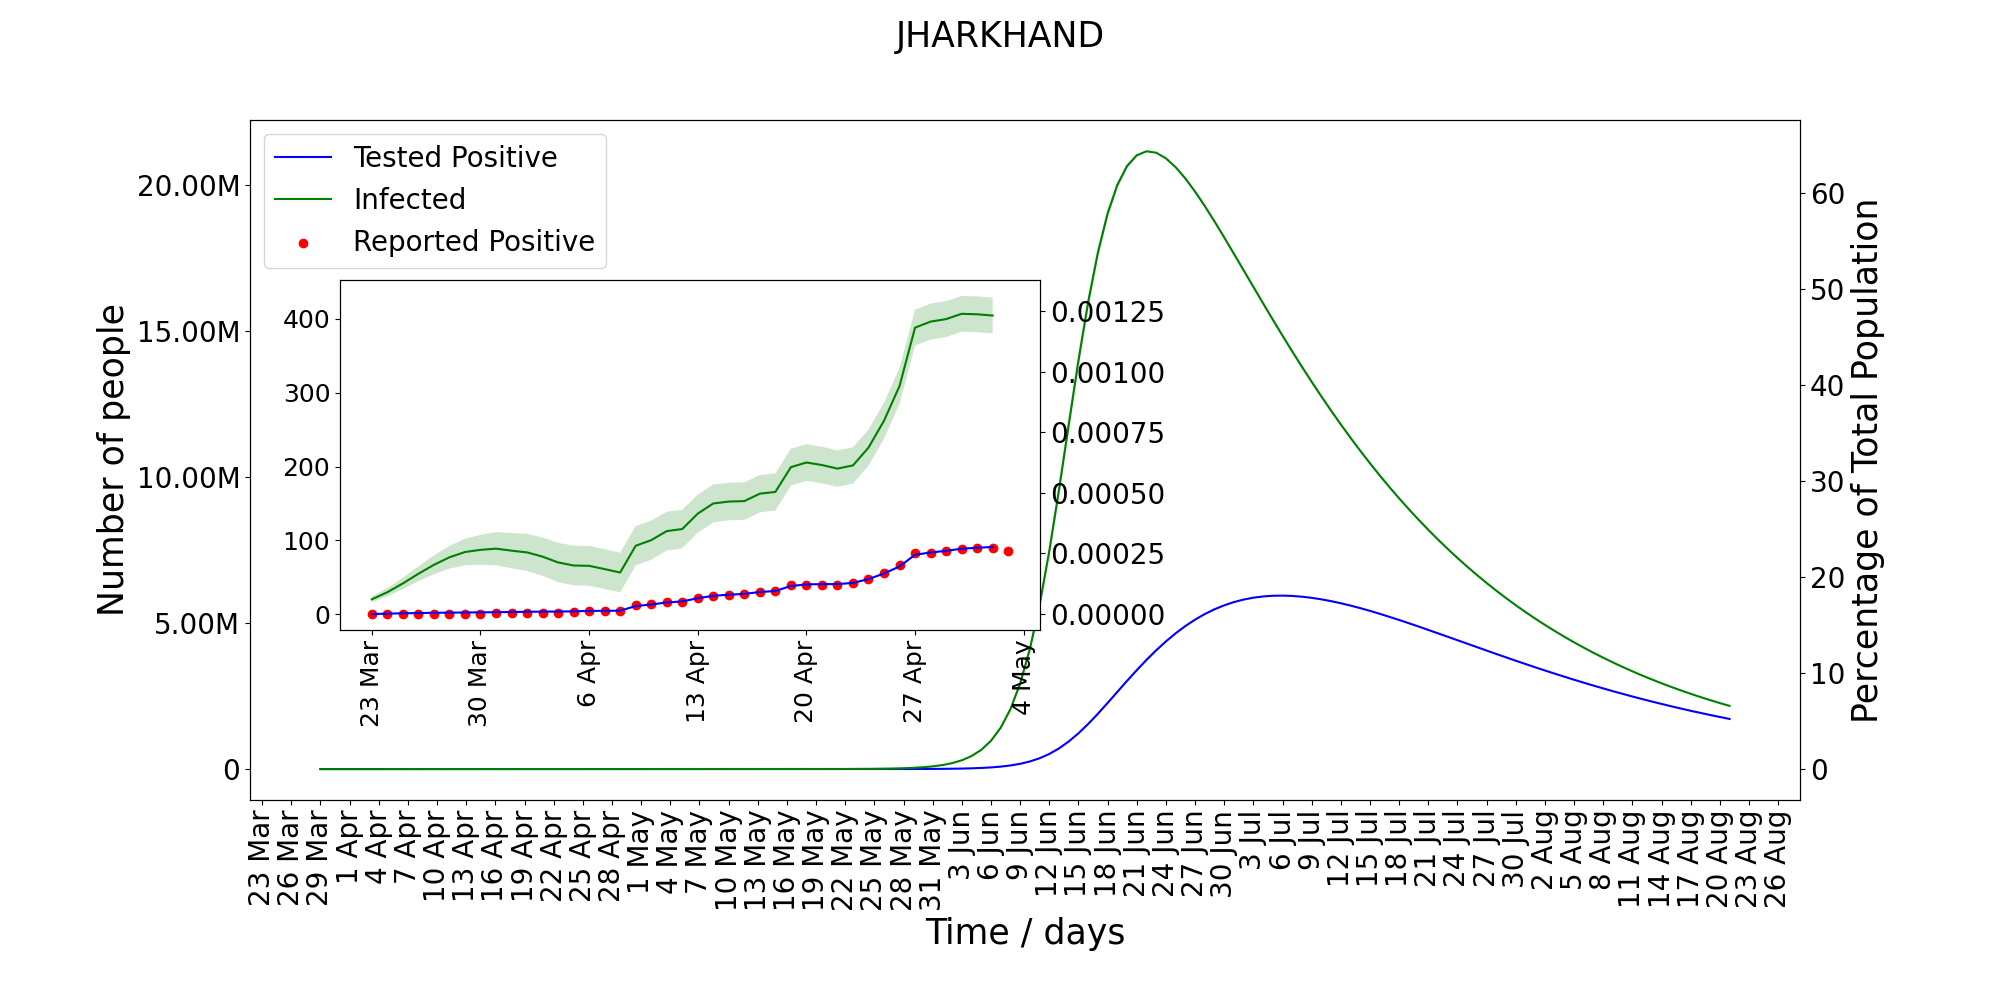 JHARKHAND
Tested Positive
Infected
Reported Positive
Number of people
20.00M
15.00M
10.00M
5.00M
0
400
300
200
100
0
0.00125
0.00100
0.00075
0.00050
0.00025
0.00000
23 Mar
30 Mar
6 Apr
13 Apr
20 Apr
27 Apr
4 May
60
50
40
30
20
10
0
Percentage of Total Population
23 Mar
26 Mar
29 Mar
1 Apr
4 Apr
7 Apr
10 Apr
13 Apr
16 Apr
19 Apr
22 Apr
25 Apr
28 Apr
1 May
4 May
7 May
10 May
13 May
16 May
19 May
22 May
25 May
28 May
31 May
3 Jun
6 Jun
9 Jun
12 Jun
15 Jun
18 Jun
21 Jun
24 Jun
27 Jun
30 Jun
3 Jul
6 Jul
9 Jul
12 Jul
15 Jul
18 Jul
21 Jul
24 Jul
27 Jul
30 Jul
2 Aug
5 Aug
8 Aug
11 Aug
14 Aug
17 Aug
20 Aug
23 Aug
26 Aug
Time / days